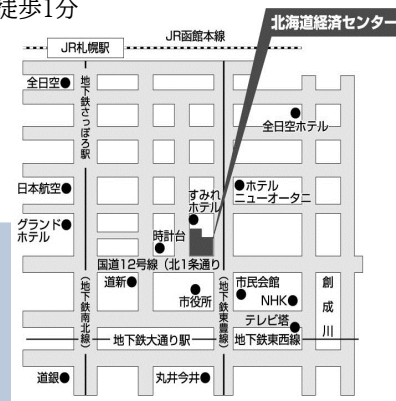 徒歩1分
北海道経済センター
JR函館本線
JR札幌駅
全日空●
地下鉄さっぽろ駅
全日空ホテル
日本航空●
すみれ
ホテル
●ホテル
ニューオータニ
グランド●
ホテル
時計台
国道12号線（北1条通り
（地下鉄南北線）
道新●
市役所
（地下鉄東豊線）
市民会館
NHK●
創成川
テレビ塔
地下鉄大通り駅
地下鉄東西線
道銀●
丸井今井●